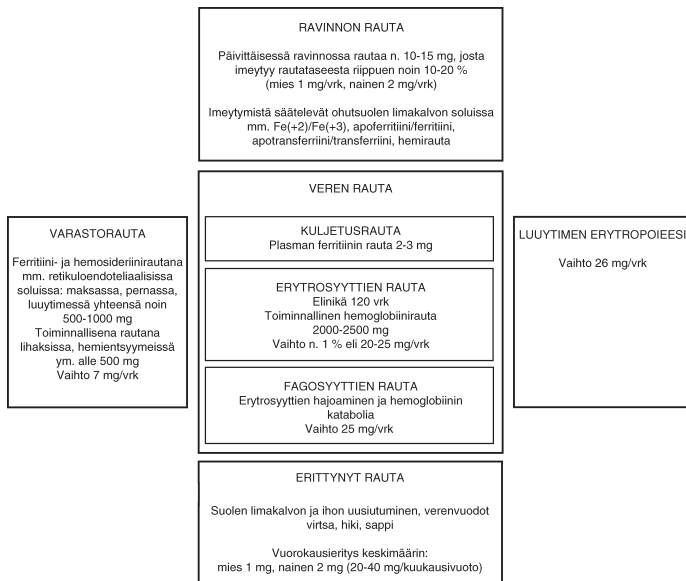 RAVINNON RAUTA
Päivittäisessä ravinnossa rautaa n. 10-15 mg, josta
imeytyy rautataseesta riippuen noin 10-20 %
(mies 1 mg/vrk, nainen 2 mg/vrk)
Imeytymistä säätelevät ohutsuolen limakalvon soluissa
mm. Fe(+2)/Fe(+3), apoferritiini/ferritiini,
apotransferriini/transferriini, hemirauta
VARASTORAUTA
Ferritiini- ja hemosideriinirautana
mm. retikuloendoteliaalisissa
soluissa: maksassa, pernassa,
luuytimessä yhteensä noin
500-1000 mg
Toiminnallisena rautana
lihaksissa, hemientsyymeissä
ym. alle 500 mg
Vaihto 7 mg/vrk
VEREN RAUTA
KULJETUSRAUTA
Plasman ferritiinin rauta 2-3 mg
ERYTROSYYTTIEN RAUTA
Elinikä 120 vrk
Toiminnallinen hemoglobiinirauta
2000-2500 mg
Vaihto n. 1 % eli 20-25 mg/vrk
FAGOSYYTTIEN RAUTA
Erytrosyyttien hajoaminen ja hemoglobiinin
katabolia
Vaihto 25 mg/vrk
LUUYTIMEN ERYTROPOIEESI
Vaihto 26 mg/vrk
ERITTYNYT RAUTA
Suolen limakalvon ja ihon uusiutuminen, verenvuodot
virtsa, hiki, sappi
Vuorokausieritys keskimäärin:
mies 1 mg, nainen 2 mg (20-40 mg/kuukausivuoto)